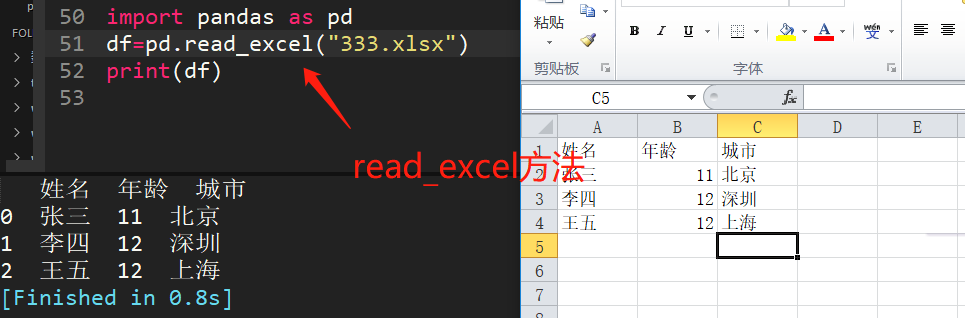 50 import pandas as pd
51 df=pd.read_excel("333.xlsx")
52 print(df)
53
FOL
姓名 年龄 城市
0 张三 11 北京
1 李四 12 深圳
2 王五 12 上海
[Finished in 0.8s]
read_excel方法
粘贴
B I U A wén 文
剪贴板 字体
C5 fx
A B C D E
1 姓名 年龄 城市
2 张三 11 北京
3 李四 12 深圳
4 王五 12 上海
5
6
7
8